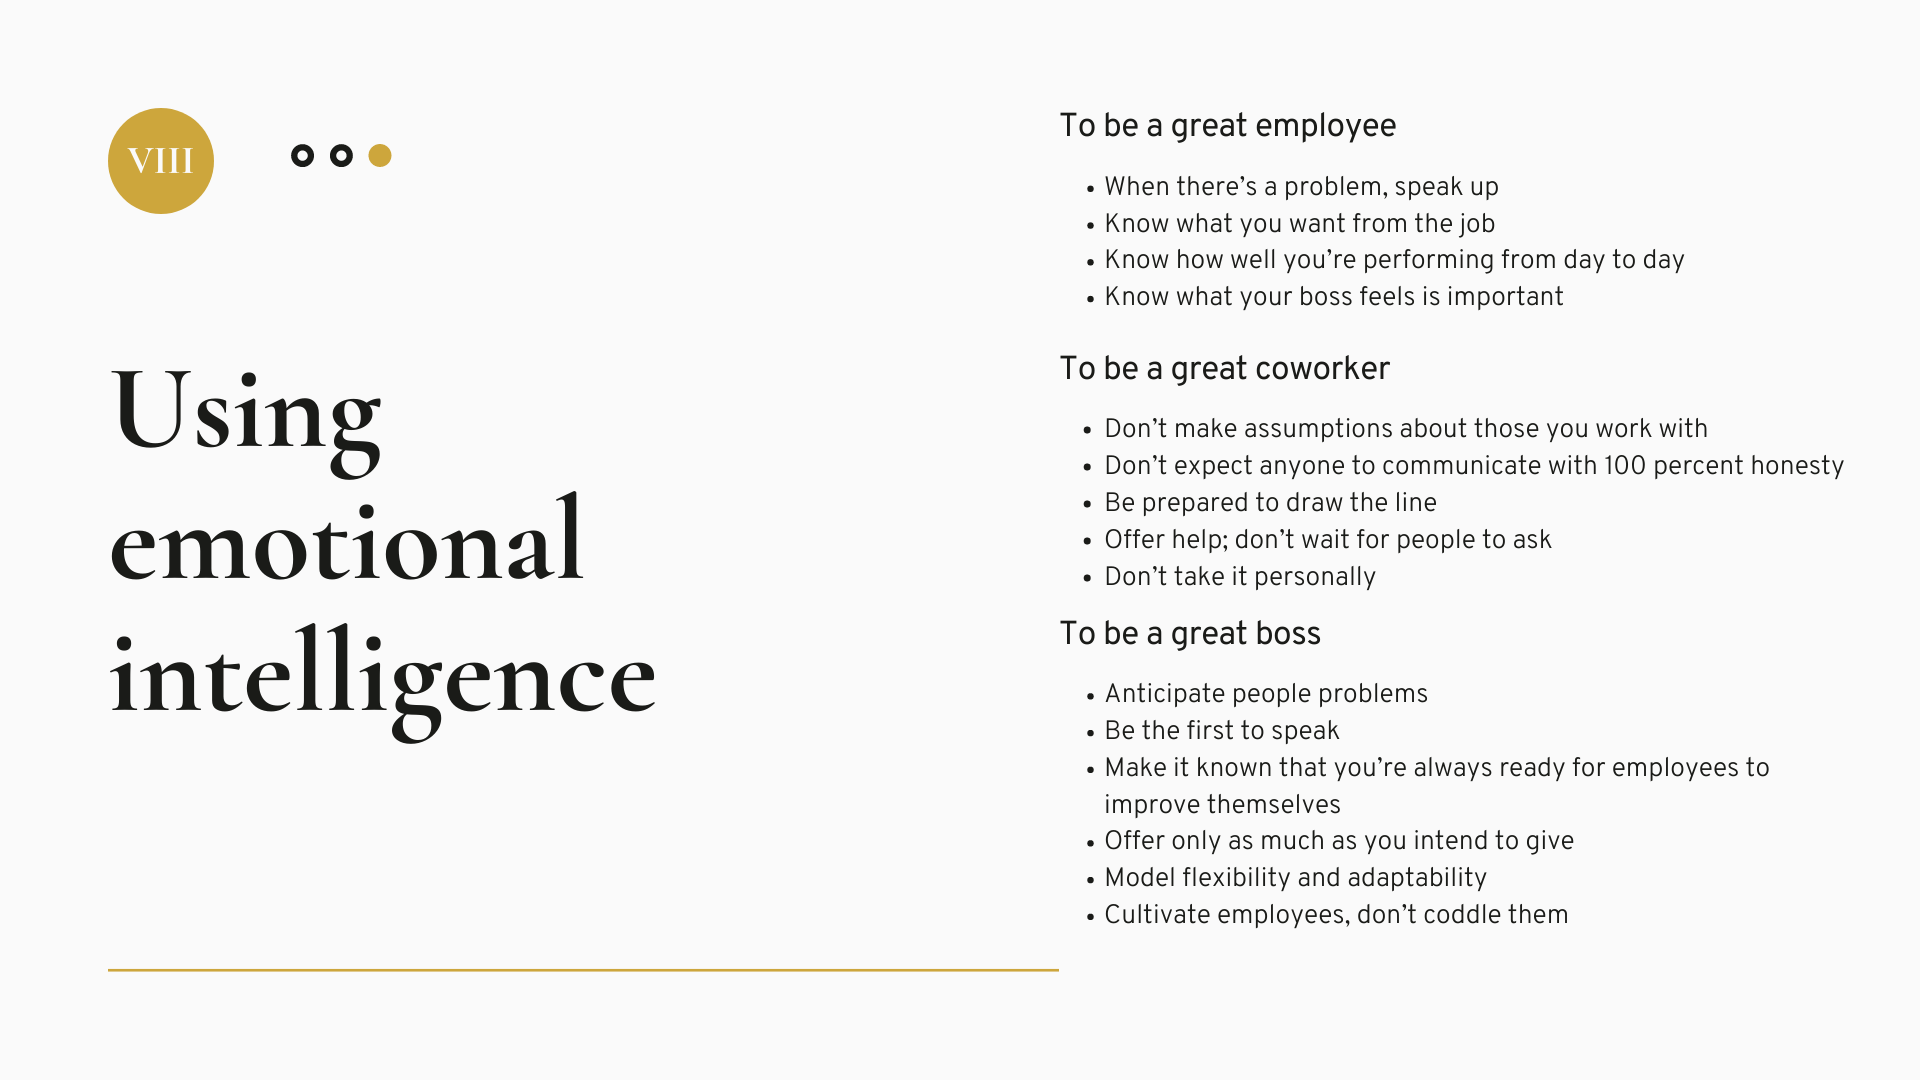 VIII
Using
emotional
intelligence
To be a great employee
• When there’s a problem, speak up
• Know what you want from the job
• Know how well you’re performing from day to day
• Know what your boss feels is important
To be a great coworker
• Don’t make assumptions about those you work with
• Don’t expect anyone to communicate with 100 percent honesty
• Be prepared to draw the line
• Offer help; don’t wait for people to ask
• Don’t take it personally
To be a great boss
• Anticipate people problems
• Be the first to speak
• Make it known that you’re always ready for employees to
improve themselves
• Offer only as much as you intend to give
• Model flexibility and adaptability
• Cultivate employees, don’t coddle them